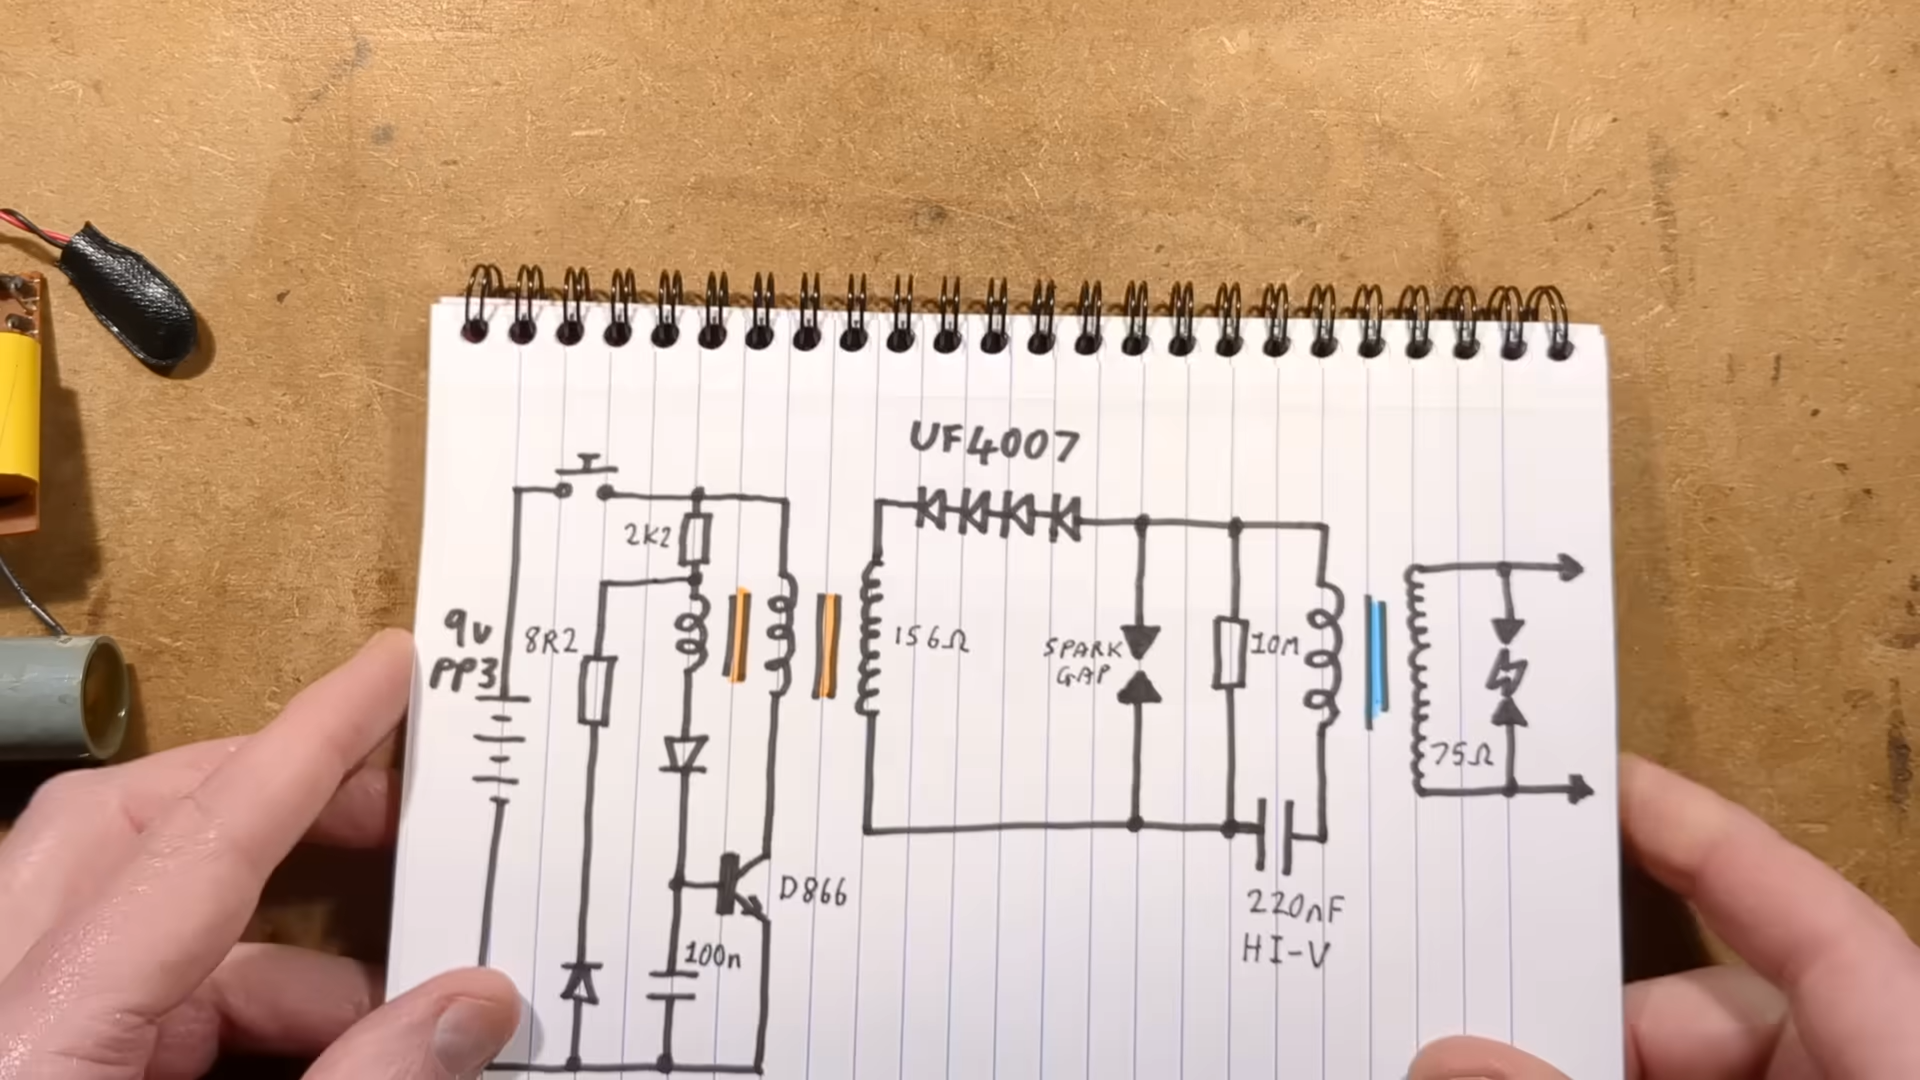 UF4007
2K2
9v
PP3
8R2
156Ω
SPARK
GAP
10M
75Ω
D866
100n
220nF
HI-V